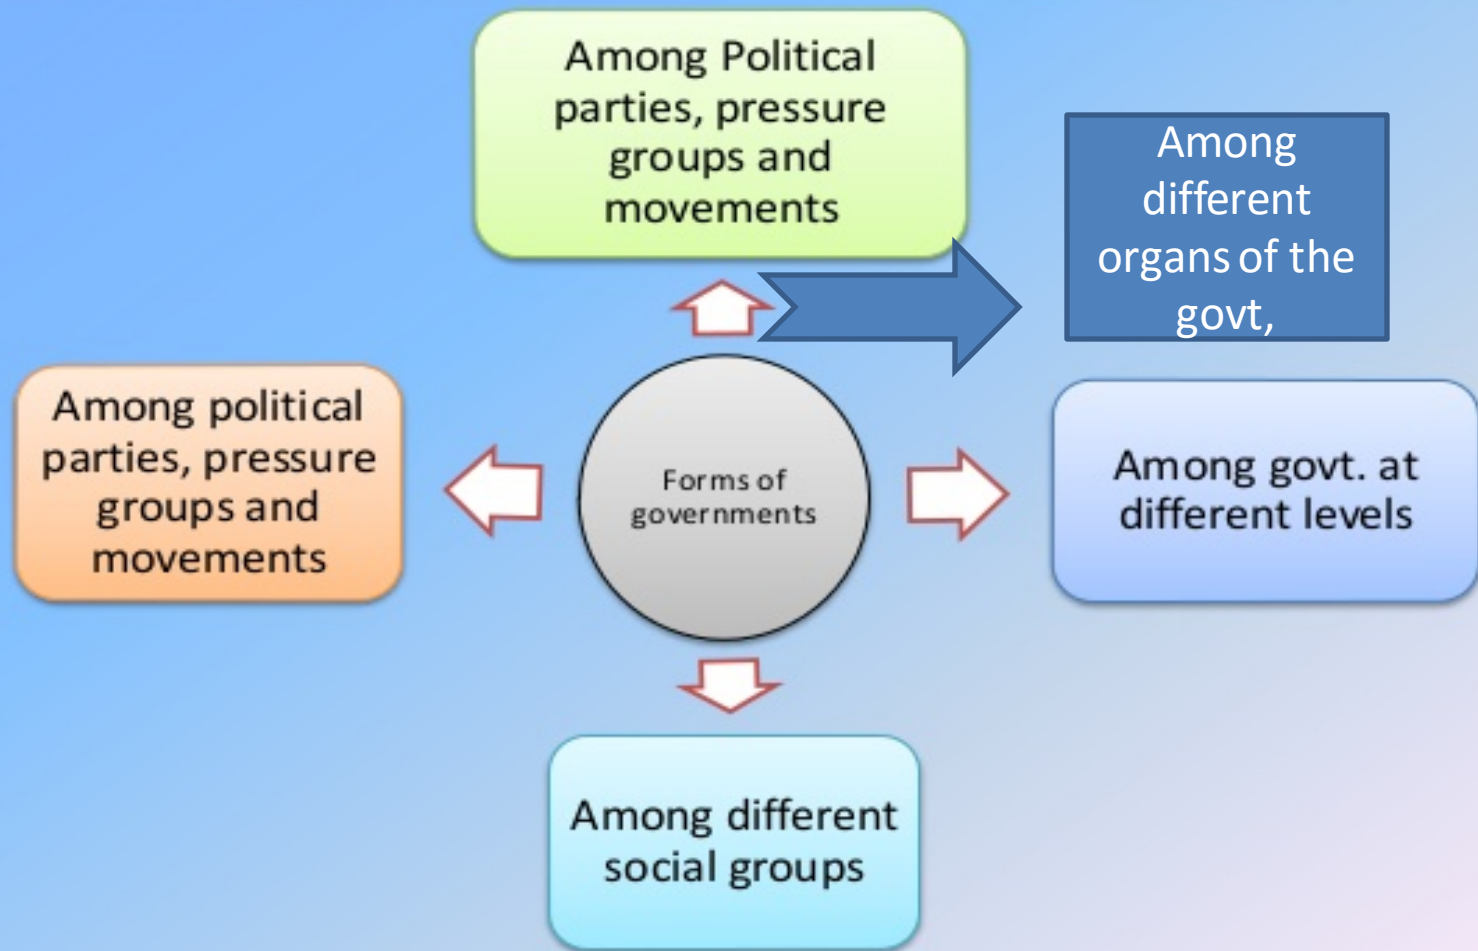 Among Political
parties, pressure
groups and
movements
Among
different
organs of the
govt,
Among political
parties, pressure
groups and
movements
Forms of
governments
Among govt. at
different levels
Among different
social groups